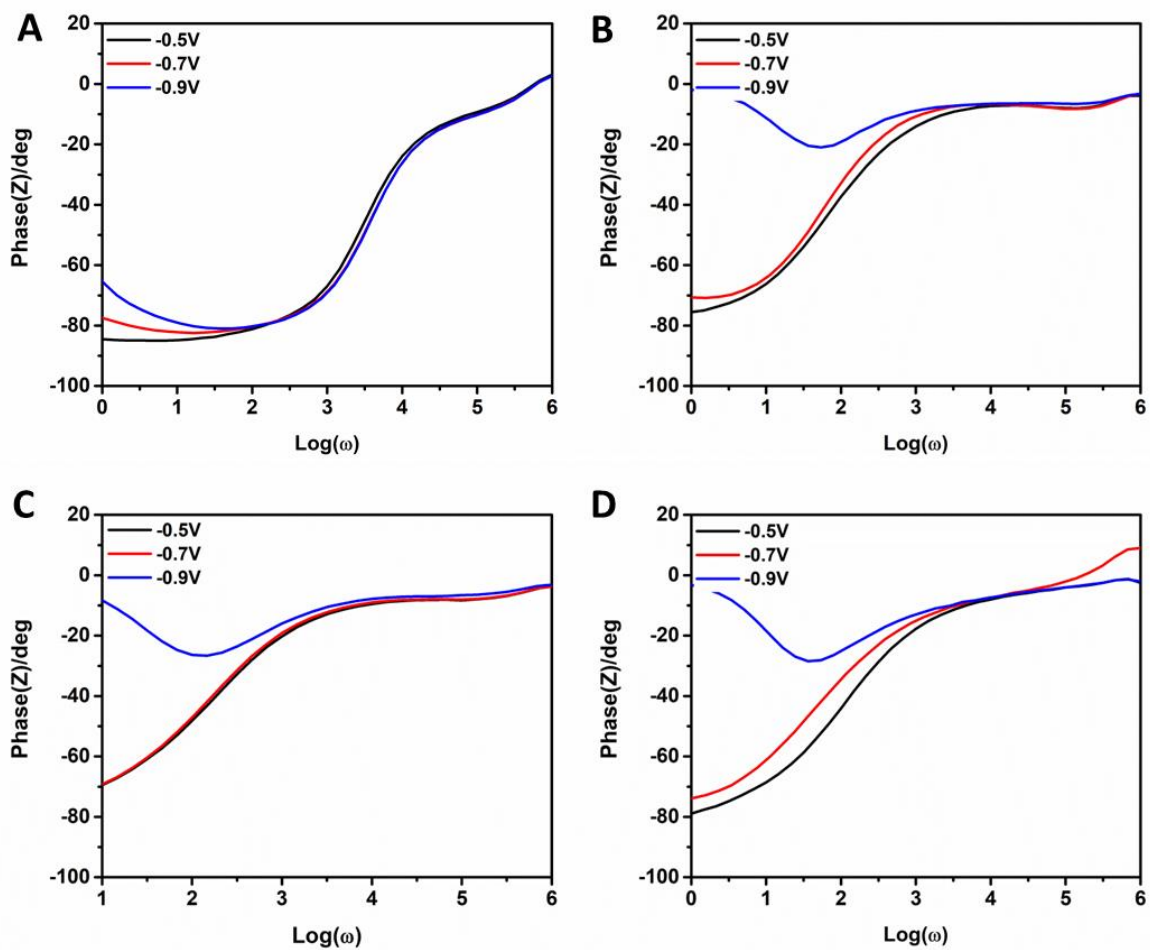 A
-0.5V
-0.7V
-0.9V
20
0
-20
-40
-60
-80
-100
Phase(Z)/deg
0 1 2 3 4 5 6
Log(ω)
B
-0.5V
-0.7V
-0.9V
20
0
-20
-40
-60
-80
-100
Phase(Z)/deg
0 1 2 3 4 5 6
Log(ω)
C
-0.5V
-0.7V
-0.9V
20
0
-20
-40
-60
-80
-100
Phase(Z)/deg
1 2 3 4 5 6
Log(ω)
D
-0.5V
-0.7V
-0.9V
20
0
-20
-40
-60
-80
-100
Phase(Z)/deg
0 1 2 3 4 5 6
Log(ω)